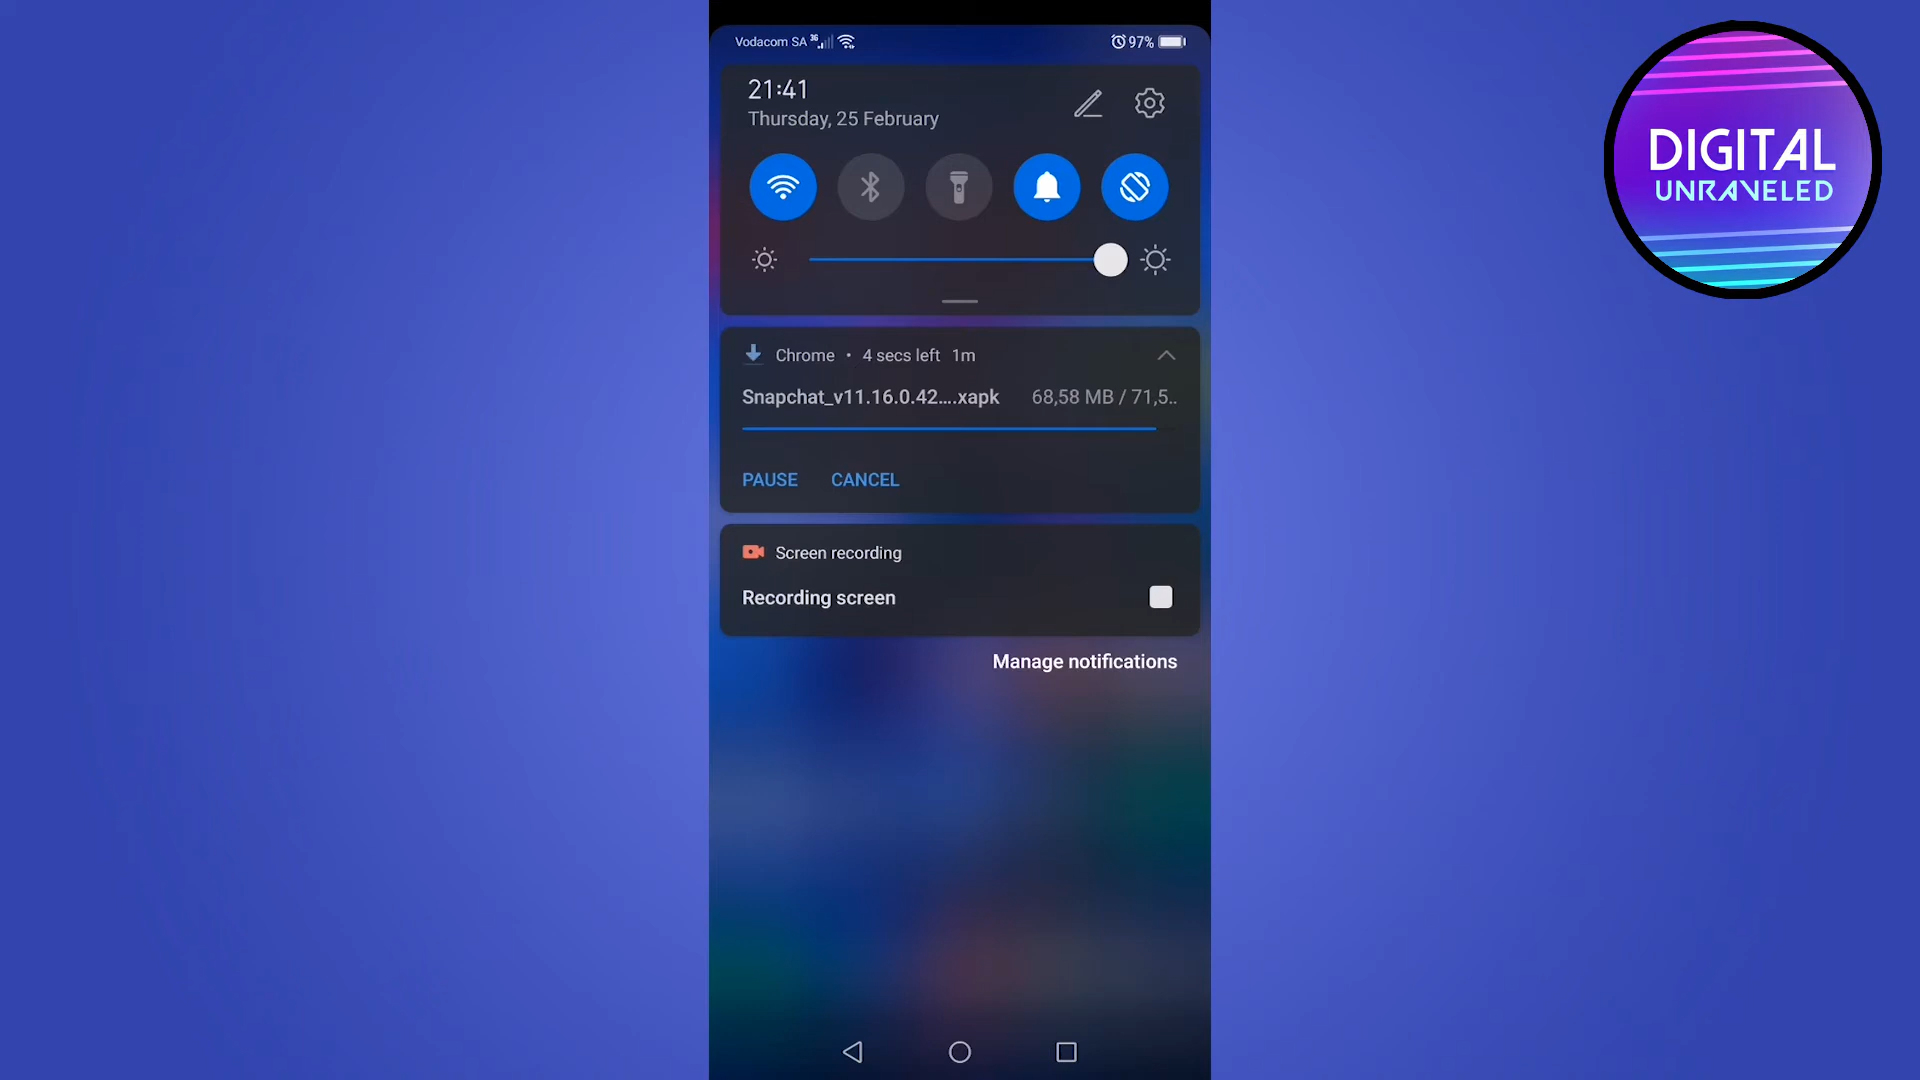 Vodacom SA 3G
97%
21:41
Thursday, 25 February
Chrome • 4 secs left 1m
Snapchat_v11.16.0.42....xapk 68,58 MB / 71,5..
PAUSE CANCEL
Screen recording
Recording screen
Manage notifications
DIGITAL
UNRAVELED